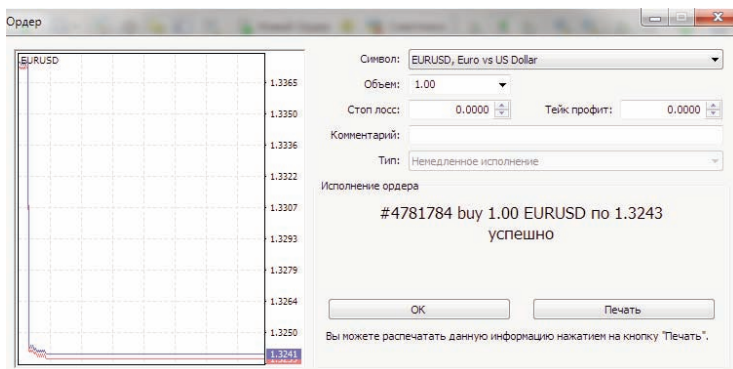 Ордер
EURUSD
1.3365
1.3350
1.3336
1.3322
1.3307
1.3293
1.3279
1.3264
1.3250
1.3241
Символ: EURUSD, Euro vs US Dollar
Объем: 1.00
Стоп лосс: 0.0000 Тейк профит: 0.0000
Комментарий:
Тип: Немедленное исполнение
Исполнение ордера
#4781784 buy 1.00 EURUSD по 1.3243
успешно
OK Печать
Вы можете распечатать данную информацию нажатием на кнопку "Печать".